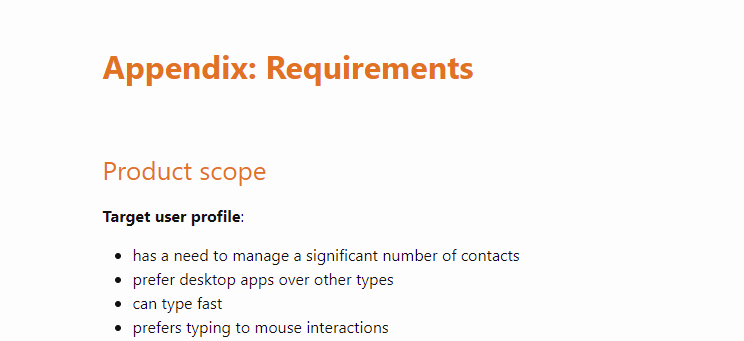 Appendix: Requirements
Product scope
Target user profile:
has a need to manage a significant number of contacts
prefer desktop apps over other types
can type fast
prefers typing to mouse interactions